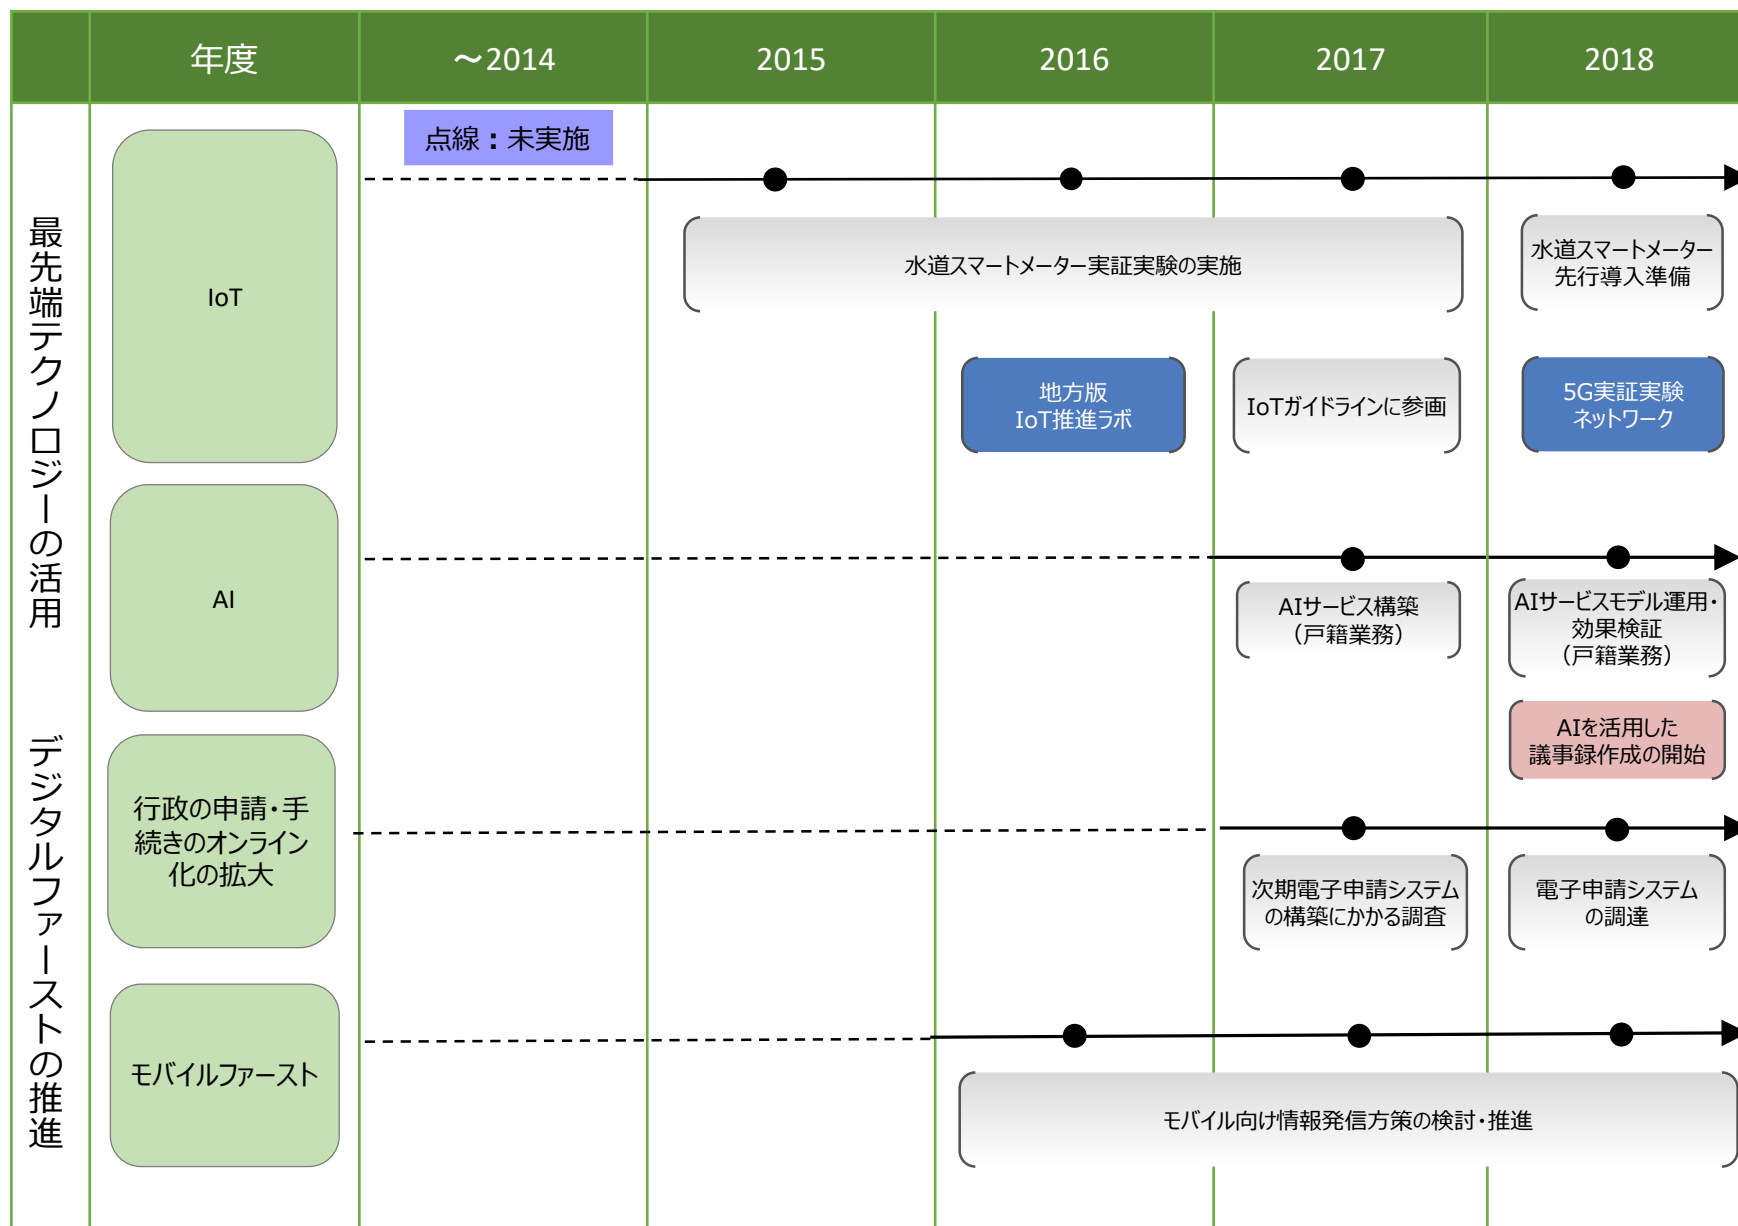 年度
～2014
2015
2016
2017
2018
最先端テクノロジーの活用
点線：未実施
IoT
水道スマートメーター実証実験の実施
水道スマートメーター
先行導入準備
地方版
IoT推進ラボ
IoTガイドラインに参画
5G実証実験
ネットワーク
AI
AIサービス構築
（戸籍業務）
AIサービスモデル運用・
効果検証
（戸籍業務）
AIを活用した
議事録作成の開始
デジタルファーストの推進
行政の申請・手
続きのオンライン
化の拡大
次期電子申請システム
の構築にかかる調査
電子申請システム
の調達
モバイルファースト
モバイル向け情報発信方策の検討・推進